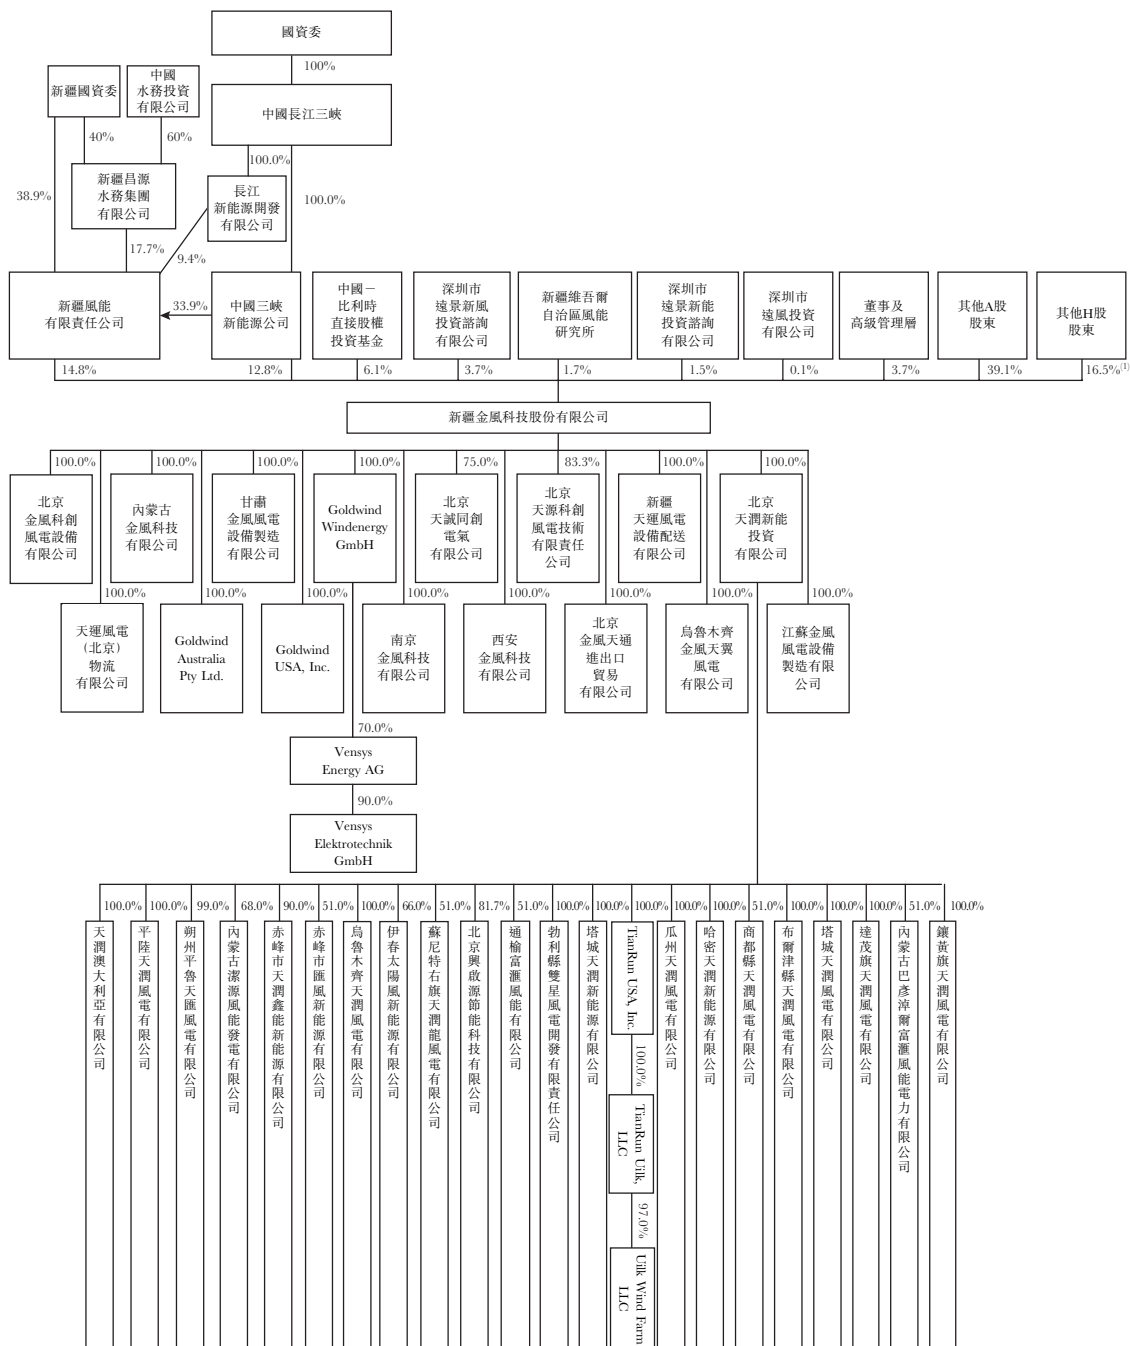 國資委
100%
新疆國資委
中國
水務投資
有限公司
中國長江三峽
40%
60%
100.0%
38.9%
新疆昌源
水務集團
有限公司
長江
新能源開發
有限公司
100.0%
17.7%
9.4%
新疆風能
有限責任公司
33.9%
中國三峽
新能源公司
中國－
比利時
直接股權
投資基金
深圳市
遠景新風
投資諮詢
有限公司
新疆維吾爾
自治區風能
研究所
深圳市
遠景新能
投資諮詢
有限公司
深圳市
遠風投資
有限公司
董事及
高級管理層
其他A股
股東
其他H股
股東
14.8%
12.8%
6.1%
3.7%
1.7%
1.5%
0.1%
3.7%
39.1%
16.5%(1)
新疆金風科技股份有限公司
100.0%
100.0%
100.0%
100.0%
75.0%
83.3%
100.0%
100.0%
北京
金風科創
風電設備
有限公司
內蒙古
金風科技
有限公司
甘肅
金風風電
設備製造
有限公司
Goldwind
Windenergy
GmbH
北京
天誠同創
電氣
有限公司
北京
天源科創
風電技術
有限責任
公司
新疆
天運風電
設備配送
有限公司
北京
天潤新能
投資
有限公司
100.0%
100.0%
100.0%
100.0%
100.0%
100.0%
100.0%
100.0%
天運風電
(北京)
物流
有限公司
Goldwind
Australia
Pty Ltd.
Goldwind
USA, Inc.
南京
金風科技
有限公司
西安
金風科技
有限公司
北京
金風天通
進出口
貿易
有限公司
烏魯木齊
金風天翼
風電
有限公司
江蘇金風
風電設備
製造有限
公司
70.0%
Vensys
Energy AG
90.0%
Vensys
Elektrotechnik
GmbH
100.0%
100.0%
99.0%
68.0%
90.0%
51.0%
100.0%
66.0%
51.0%
81.7%
51.0%
100.0%
100.0%
100.0%
100.0%
100.0%
51.0%
100.0%
100.0%
100.0%
51.0%
100.0%
天潤澳大利亞有限公司
平陸天潤風電有限公司
朔州平魯天匯風電有限公司
內蒙古潔源風能發電有限公司
赤峰市天潤鑫能新能源有限公司
赤峰市匯風新能源有限公司
烏魯木齊天潤風電有限公司
伊春太陽風新能源有限公司
蘇尼特右旗天潤龍風電有限公司
北京興啟源節能科技有限公司
通榆富滙風能有限公司
勃利縣雙星風電開發有限責任公司
塔城天潤新能源有限公司
TianRun USA, Inc.
100.0%
TianRun Uilk,
LLC
97.0%
Uilk Wind Farm
LLC
瓜州天潤風電有限公司
哈密天潤新能源有限公司
商都縣天潤風電有限公司
布爾津縣天潤風電有限公司
塔城天潤風電有限公司
達茂旗天潤風電有限公司
內蒙古巴彥淖爾富滙風能電力有限公司
鑲黃旗天潤風電有限公司